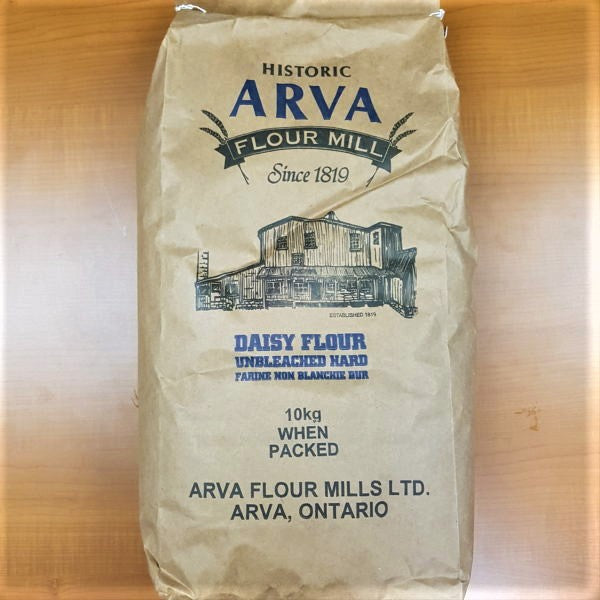 HISTORIC
ARVA
FLOUR MILL
Since 1819
ESTABLISHED 1819
DAISY FLOUR
UNBLEACHED HARD
FARINE NON BLANCHIE DUR
10kg
WHEN
PACKED
ARVA FLOUR MILLS LTD.
ARVA, ONTARIO